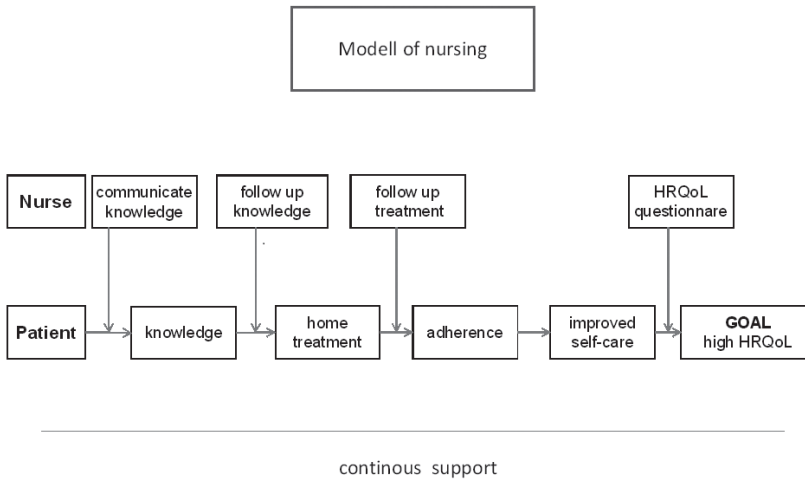 Modell of nursing
Nurse
communicate
knowledge
follow up
knowledge
follow up
treatment
HRQoL
questionnare
Patient
knowledge
home
treatment
adherence
improved
self-care
GOAL
high HRQoL
continous support